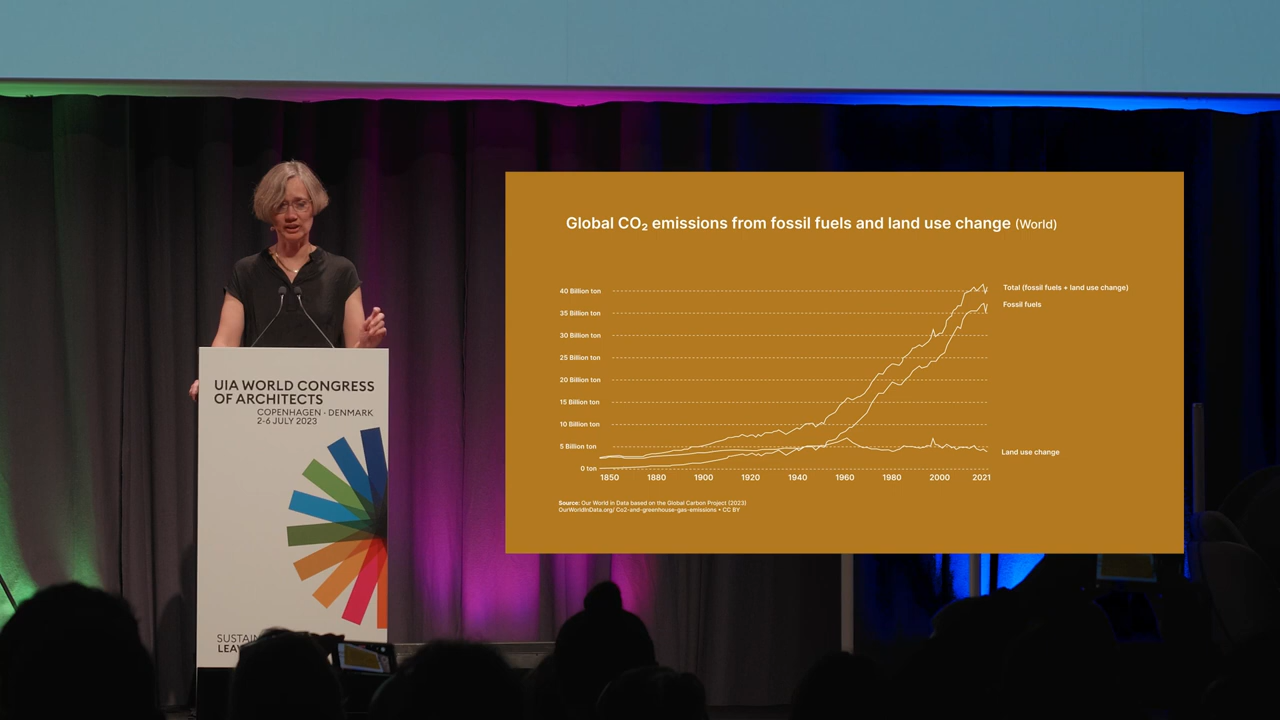 Global CO₂ emissions from fossil fuels and land use change (World)
40 Billion ton
35 Billion ton
30 Billion ton
25 Billion ton
20 Billion ton
15 Billion ton
10 Billion ton
5 Billion ton
0 ton
Total (fossil fuels + land use change)
Fossil fuels
Land use change
1850 1880 1900 1920 1940 1960 1980 2000 2021
Source: Our World in Data based on the Global Carbon Project (2023)
OurWorldInData.org/ Co2-and-greenhouse-gas-emissions • CC BY
UIA WORLD CONGRESS
OF ARCHITECTS
COPENHAGEN · DENMARK
2-6 JULY 2023